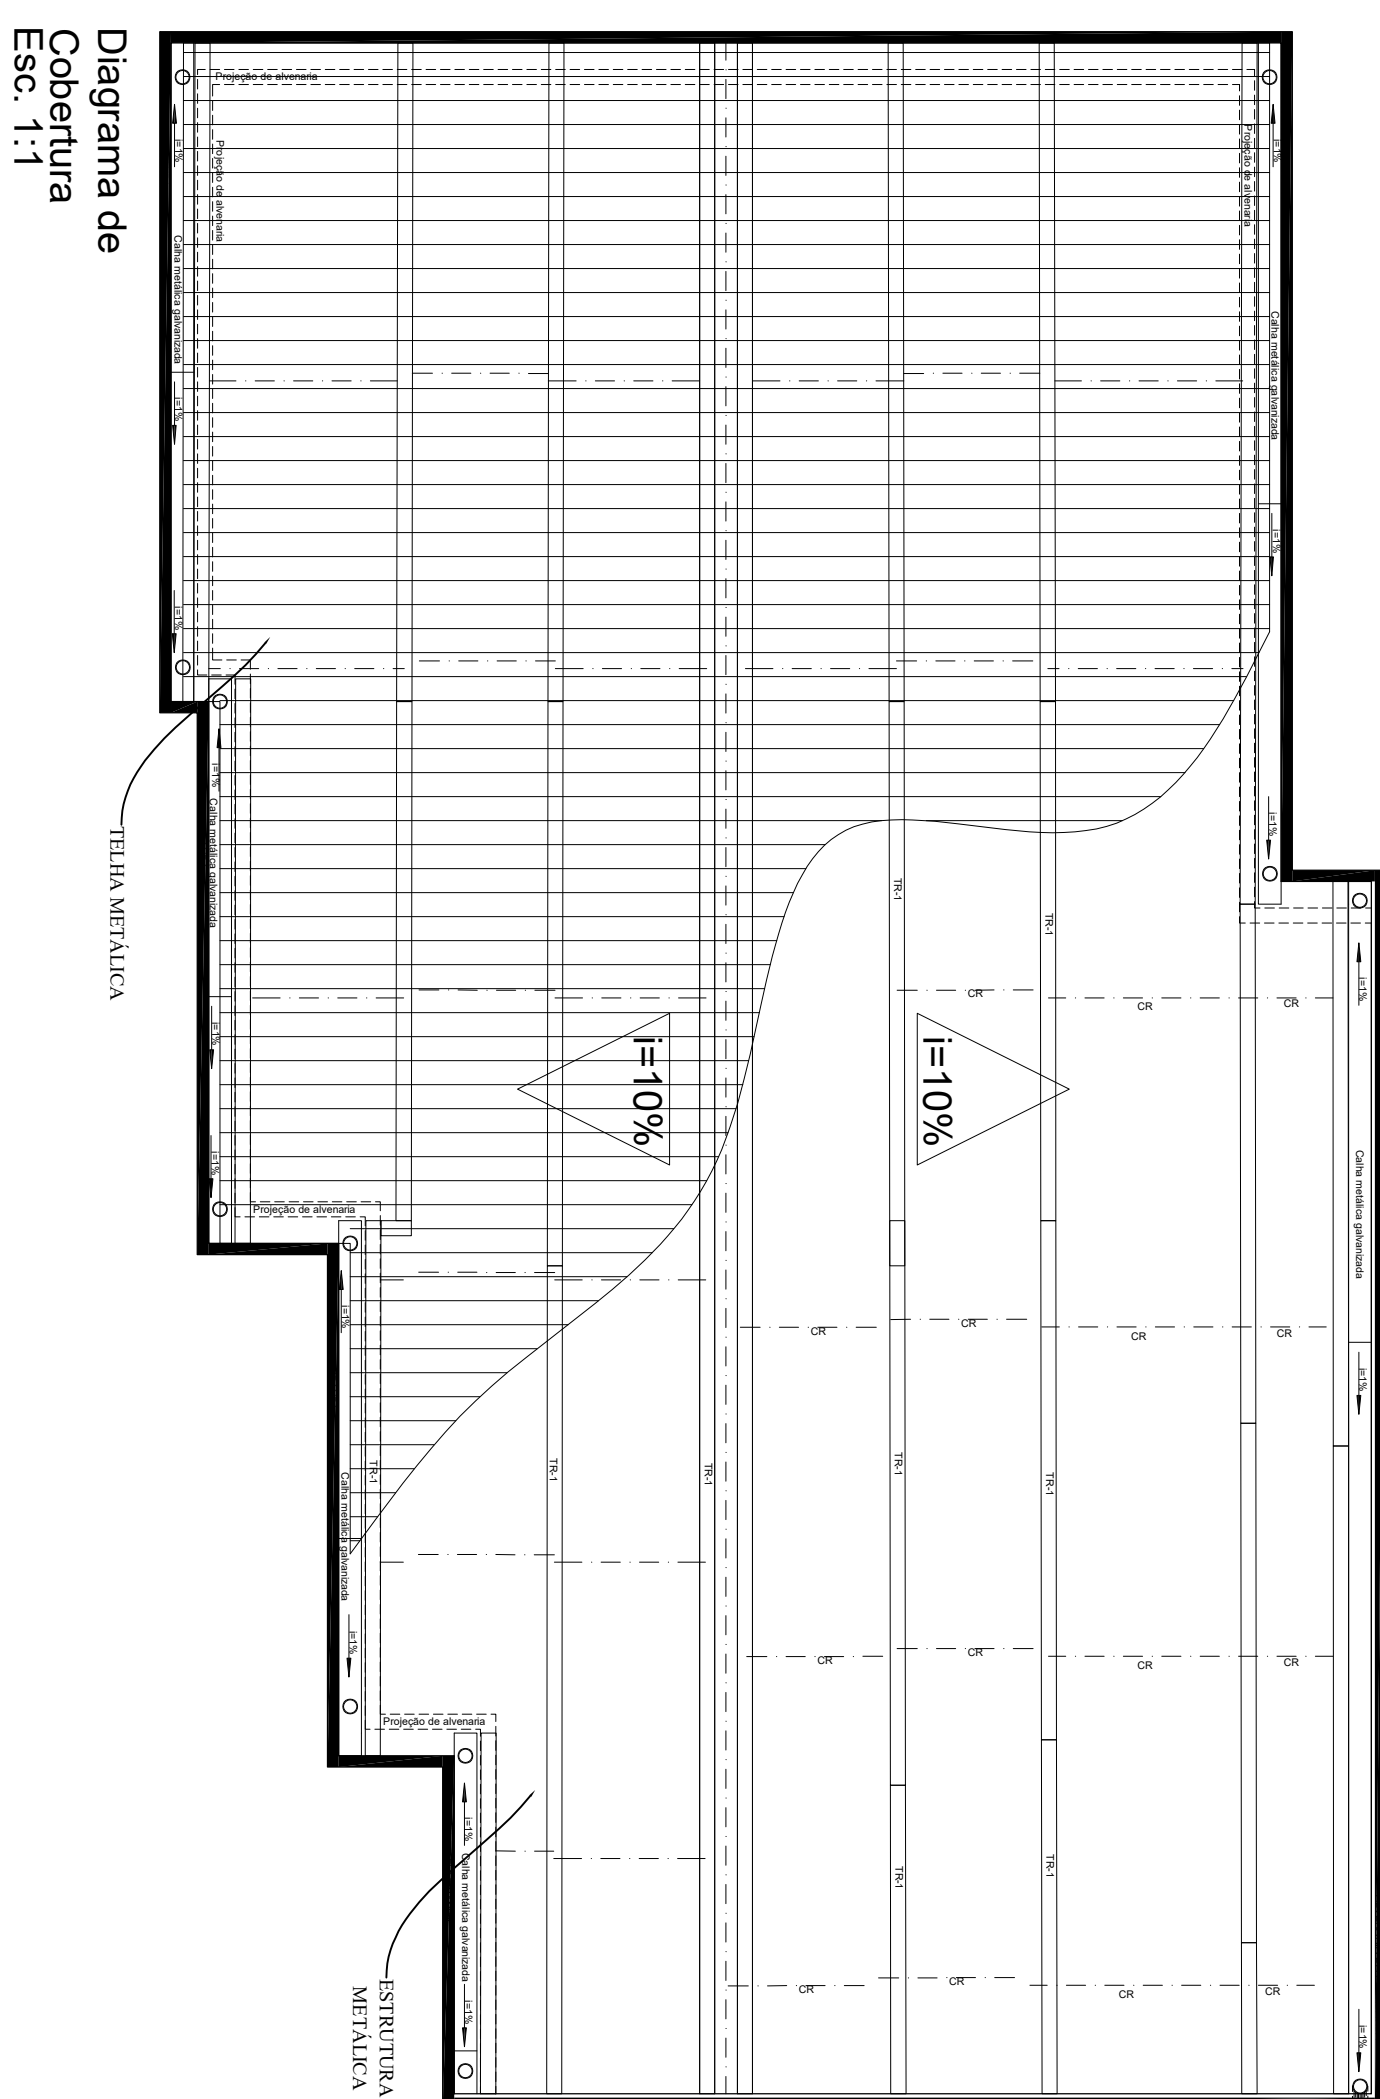 Diagrama de
Cobertura
Esc. 1:1
Projeção de alvenaria
Projeção de alvenaria
Projeção de alvenaria
i=1%
i=1%
Calha metálica galvanizada
Calha metálica galvanizada
i=1%
i=1%
i=1%
i=1%
i=1%
Calha metálica galvanizada
TELHA METÁLICA
TR-1
TR-1
CR
CR
CR
i=1%
i=1%
i=10%
i=10%
Calha metálica galvanizada
i=1%
Projeção de alvenaria
i=1%
CR
CR
CR
CR
i=1%
TR-1
TR-1
TR-1
TR-1
TR-1
Calha metálica galvanizada
i=1%
CR
CR
CR
CR
Projeção de alvenaria
i=1%
TR-1
TR-1
Calha metálica galvanizada
i=1%
CR
CR
CR
CR
i=1%
ESTRUTURA
METÁLICA